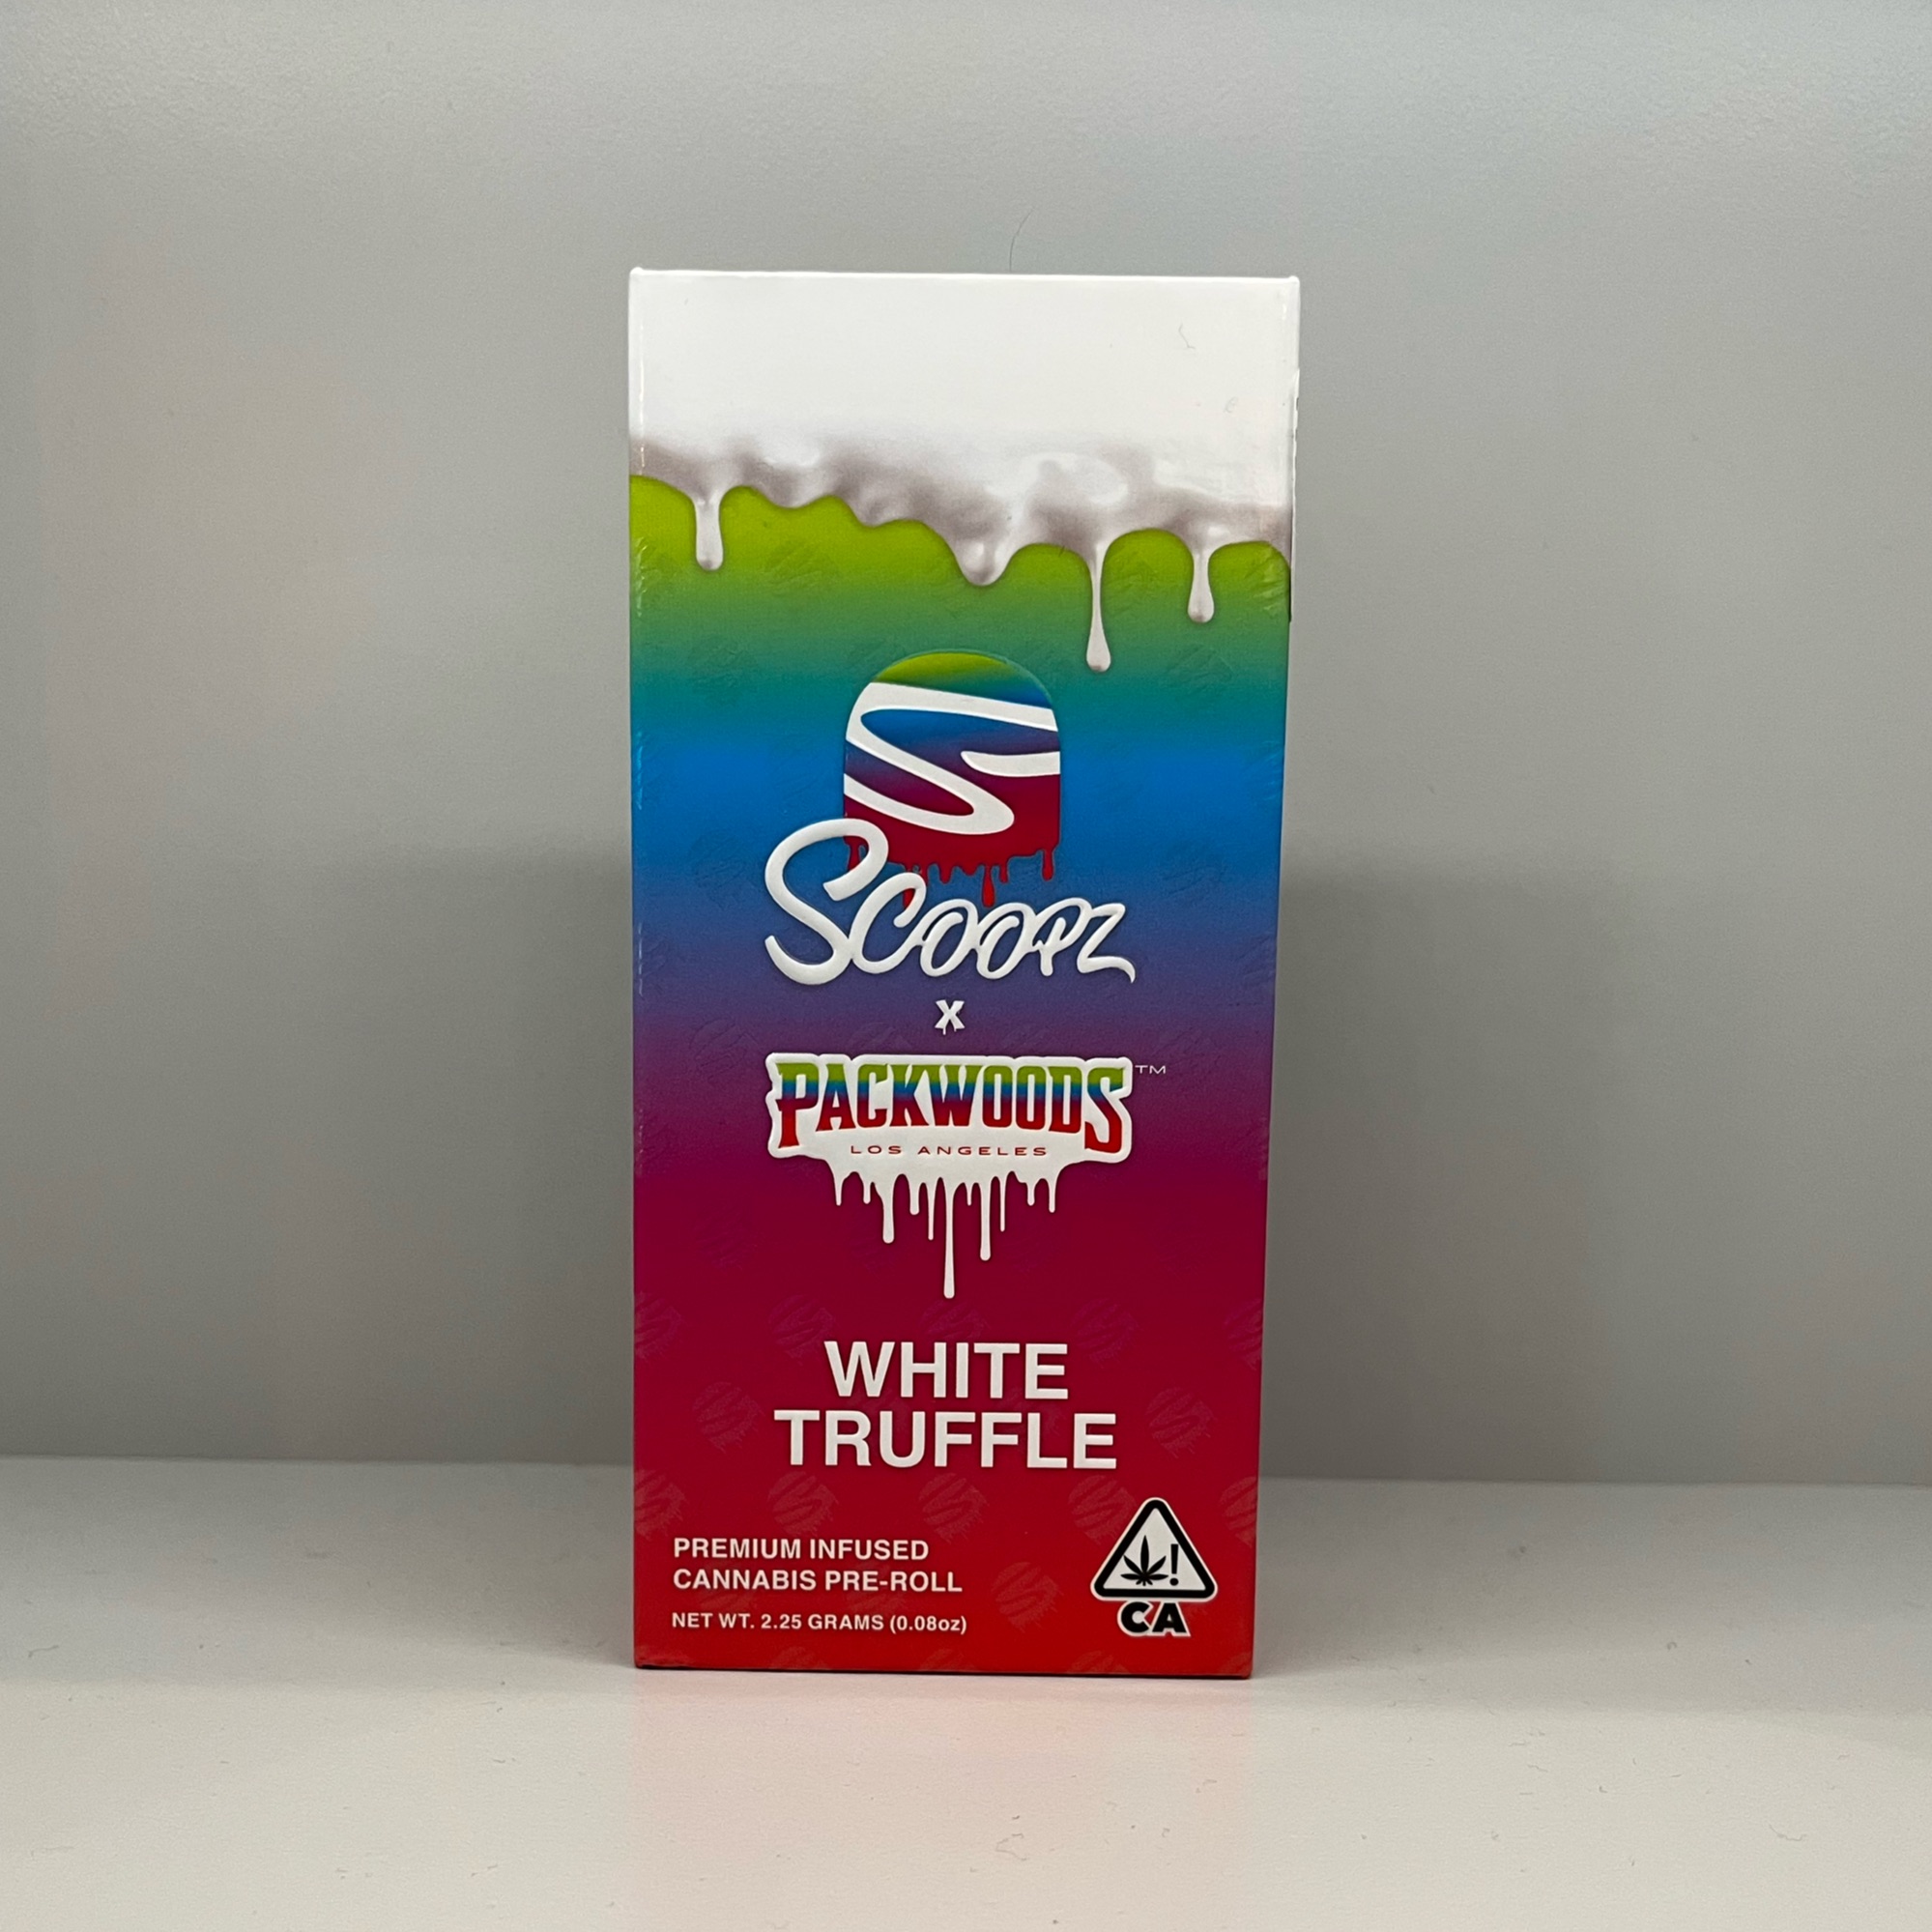 S
Scoopz
x
PACKWOODS™
LOS ANGELES
WHITE
TRUFFLE
PREMIUM INFUSED
CANNABIS PRE-ROLL
NET WT. 2.25 GRAMS (0.08oz)
!
CA